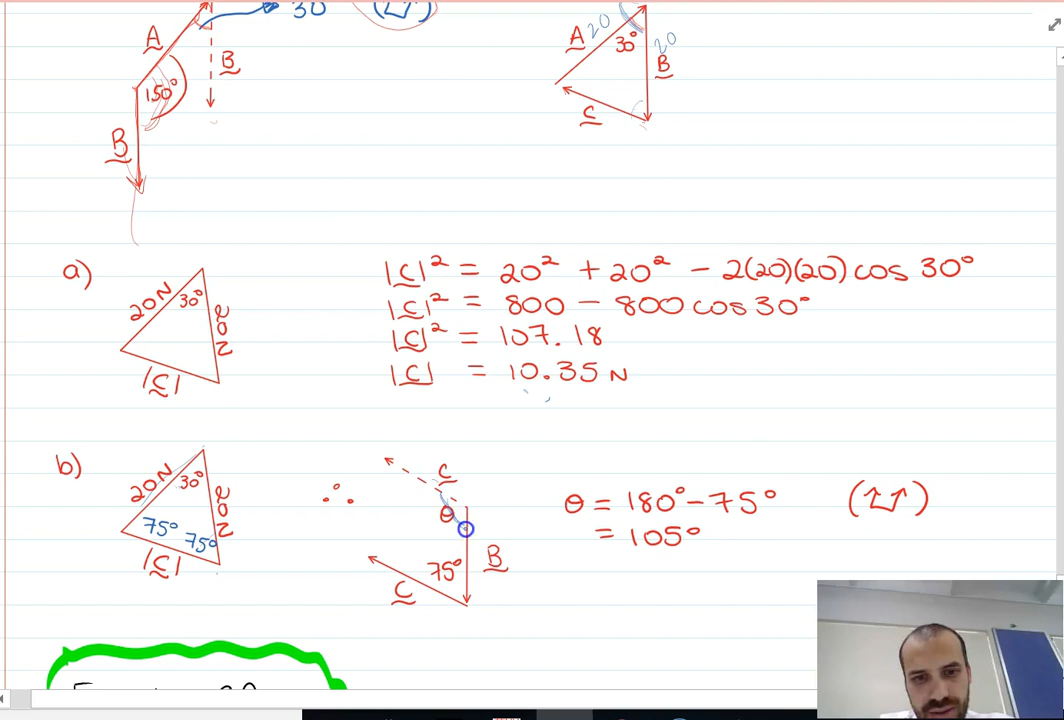 30 (↑↗)
A 150° B
B
A 20 30° 20 B
C
a) 20N 30° 20N |C|
|C|² = 20² + 20² - 2(20)(20) cos 30°
|C|² = 800 - 800 cos 30°
|C|² = 107.18
|C| = 10.35 N
b) 20N 30° 20N 75° 75° |C|
∴ C θ 75° B C
θ = 180° - 75°
= 105°